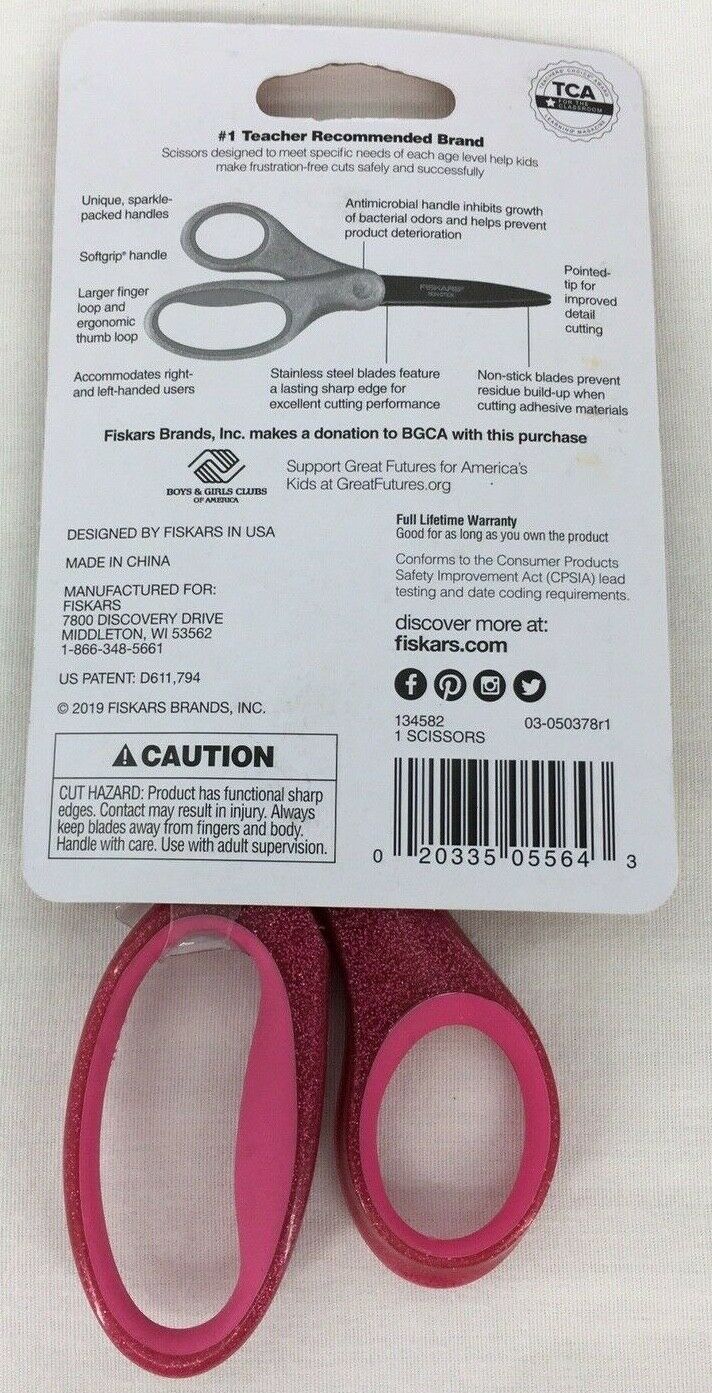 TEACHERS' CHOICE AWARD
TCA
FOR THE
CLASSROOM
LEARNING MAGAZINE
#1 Teacher Recommended Brand
Scissors designed to meet specific needs of each age level help kids
make frustration-free cuts safely and successfully
Unique, sparkle-
packed handles
Softgrip® handle
Larger finger
loop and
ergonomic
thumb loop
Accommodates right-
and left-handed users
Antimicrobial handle inhibits growth
of bacterial odors and helps prevent
product deterioration
FISKARS®
NON-STICK
Pointed-
tip for
improved
detail
cutting
Stainless steel blades feature
a lasting sharp edge for
excellent cutting performance
Non-stick blades prevent
residue build-up when
cutting adhesive materials
Fiskars Brands, Inc. makes a donation to BGCA with this purchase
BOYS & GIRLS CLUBS
OF AMERICA
Support Great Futures for America's
Kids at GreatFutures.org
DESIGNED BY FISKARS IN USA
MADE IN CHINA
MANUFACTURED FOR:
FISKARS
7800 DISCOVERY DRIVE
MIDDLETON, WI 53562
1-866-348-5661
US PATENT: D611,794
© 2019 FISKARS BRANDS, INC.
Full Lifetime Warranty
Good for as long as you own the product
Conforms to the Consumer Products
Safety Improvement Act (CPSIA) lead
testing and date coding requirements.
discover more at:
fiskars.com
134582 03-050378r1
1 SCISSORS
CAUTION
CUT HAZARD: Product has functional sharp
edges. Contact may result in injury. Always
keep blades away from fingers and body.
Handle with care. Use with adult supervision.
0 20335 05564 3